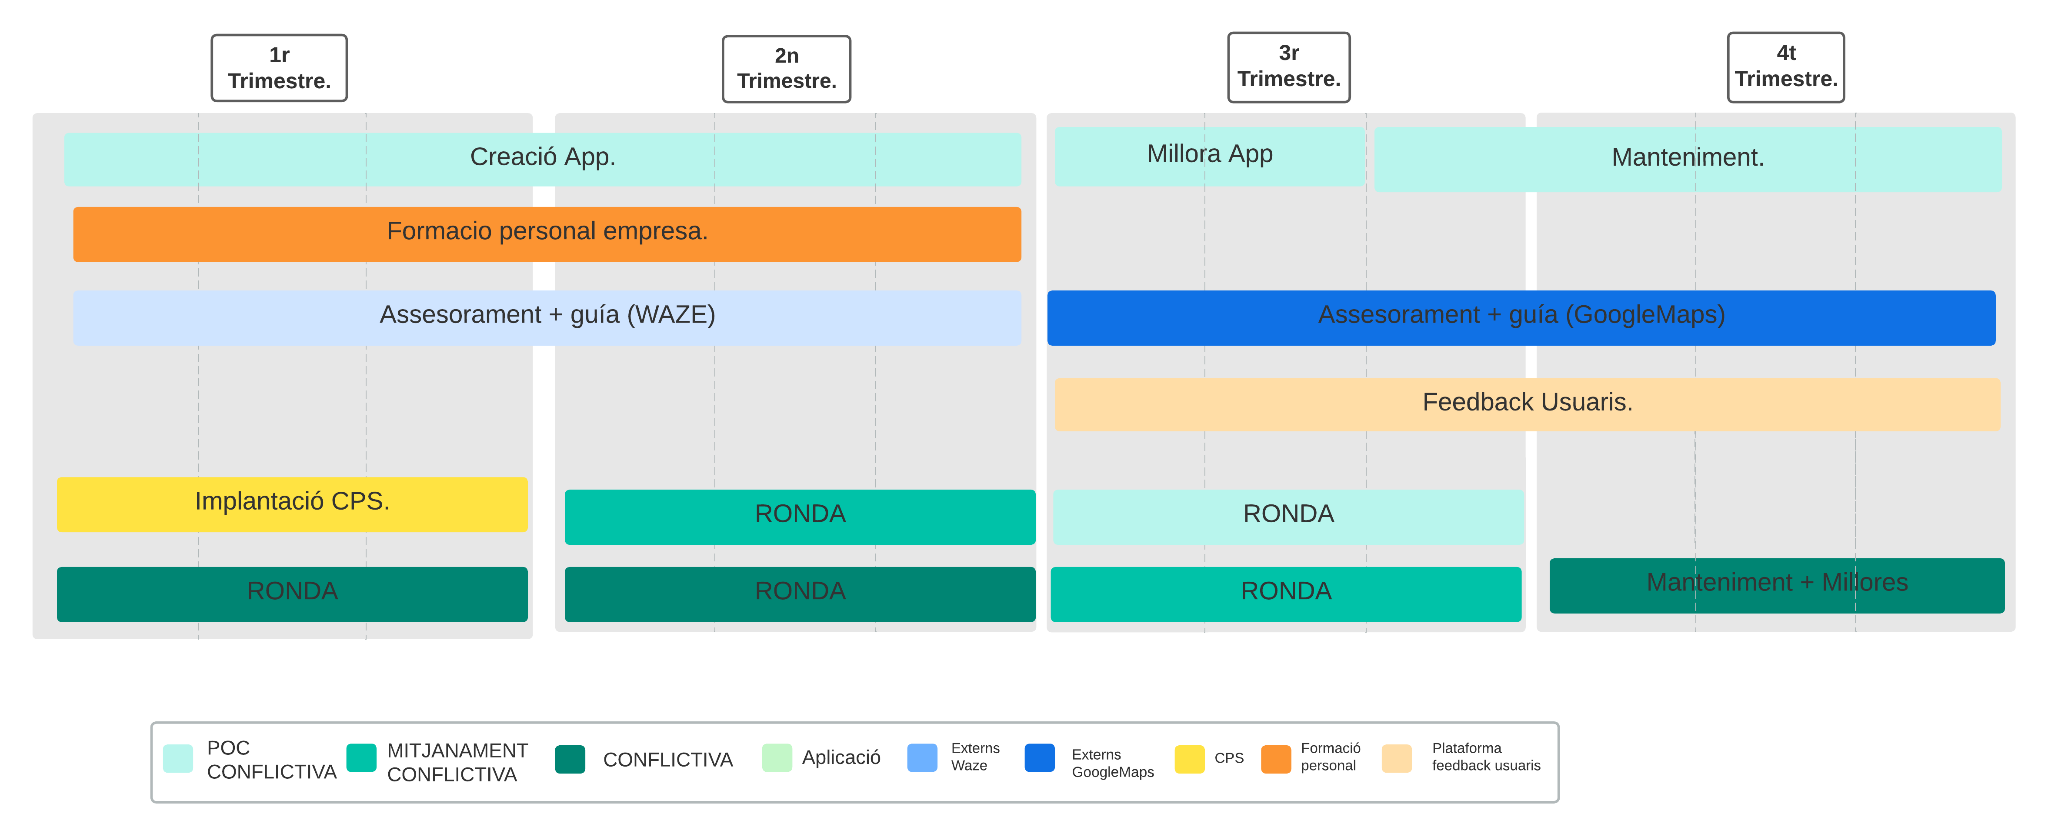 1r
Trimestre.
2n
Trimestre.
3r
Trimestre.
4t
Trimestre.
Creació App.
Millora App
Manteniment.
Formacio personal empresa.
Assesorament + guía (WAZE)
Assesorament + guía (GoogleMaps)
Feedback Usuaris.
Implantació CPS.
RONDA
RONDA
RONDA
RONDA
RONDA
Manteniment + Millores
POC
CONFLICTIVA
MITJANAMENT
CONFLICTIVA
CONFLICTIVA
Aplicació
Externs
Waze
Externs
GoogleMaps
CPS
Formació
personal
Plataforma
feedback usuaris